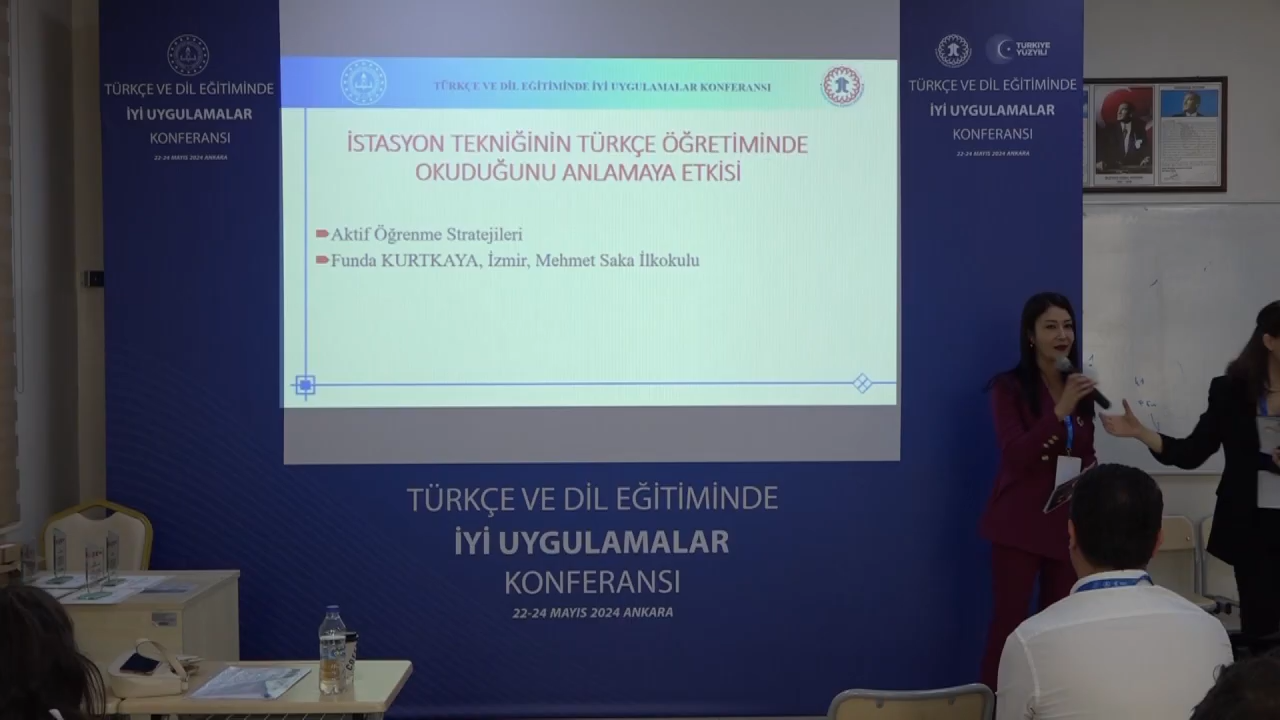 TÜRKÇE VE DİL EĞİTİMİNDE
İYİ UYGULAMALAR
KONFERANSI
22-24 MAYIS 2024 ANKARA
TÜRKÇE VE DİL EĞİTİMİNDE İYİ UYGULAMALAR KONFERANSI
İSTASYON TEKNİĞİNİN TÜRKÇE ÖĞRETİMİNDE
OKUDUĞUNU ANLAMAYA ETKİSİ
Aktif Öğrenme Stratejileri
Funda KURTKAYA, İzmir, Mehmet Saka İlkokulu
TÜRKİYE
YÜZYILI
TÜRKÇE VE DİL EĞİTİMİNDE
İYİ UYGULAMALAR
KONFERANSI
22-24 MAYIS 2024 ANKARA
TÜRKÇE VE DİL EĞİTİMİNDE
İYİ UYGULAMALAR
KONFERANSI
22-24 MAYIS 2024 ANKARA